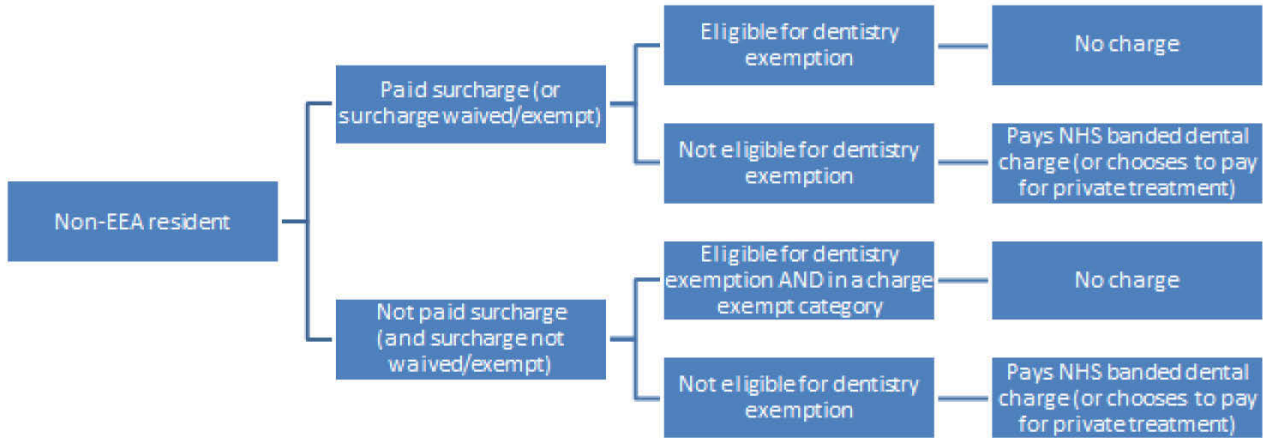 Non-EEA resident
Paid surcharge (or
surcharge waived/exempt)
Eligible for dentistry
exemption
No charge
Not eligible for dentistry
exemption
Pays NHS banded dental
charge (or chooses to pay
for private treatment)
Not paid surcharge
(and surcharge not
waived/exempt)
Eligible for dentistry
exemption AND in a charge
exempt category
No charge
Not eligible for dentistry
exemption
Pays NHS banded dental
charge (or chooses to pay
for private treatment)